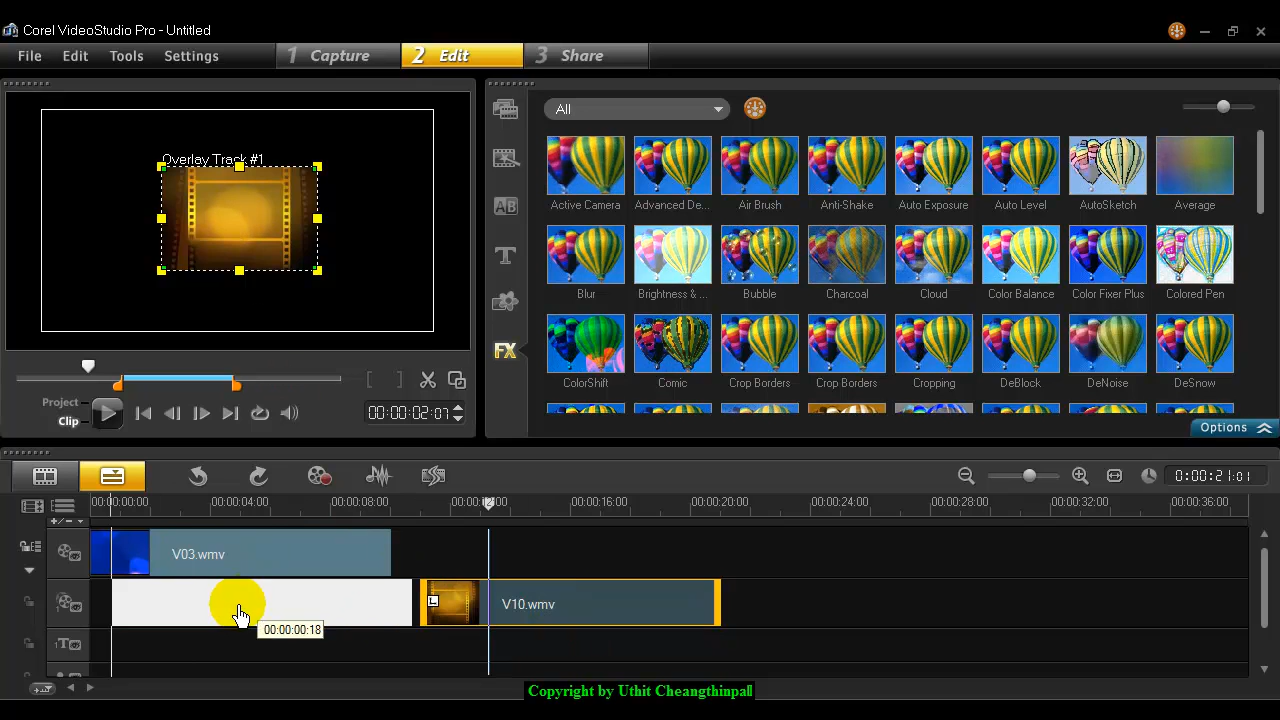 Corel VideoStudio Pro - Untitled
File Edit Tools Settings 1 Capture 2 Edit 3 Share
Overlay Track #1
All
Active Camera Advanced De... Air Brush Anti-Shake Auto Exposure Auto Level AutoSketch Average
Blur Brightness & ... Bubble Charcoal Cloud Color Balance Color Fixer Plus Colored Pen
ColorShift Comic Crop Borders Crop Borders Cropping DeBlock DeNoise DeSnow
AB
T
FX
Project
Clip
00:00:02:07
Options
0:00:21:01
00:00:00:00 00:00:04:00 00:00:08:00 00:00:16:00 00:00:20:00 00:00:24:00 00:00:28:00 00:00:32:00 00:00:36:00
V03.wmv
V10.wmv
00:00:00:18
1T
Copyright by Uthit Cheangthinpall